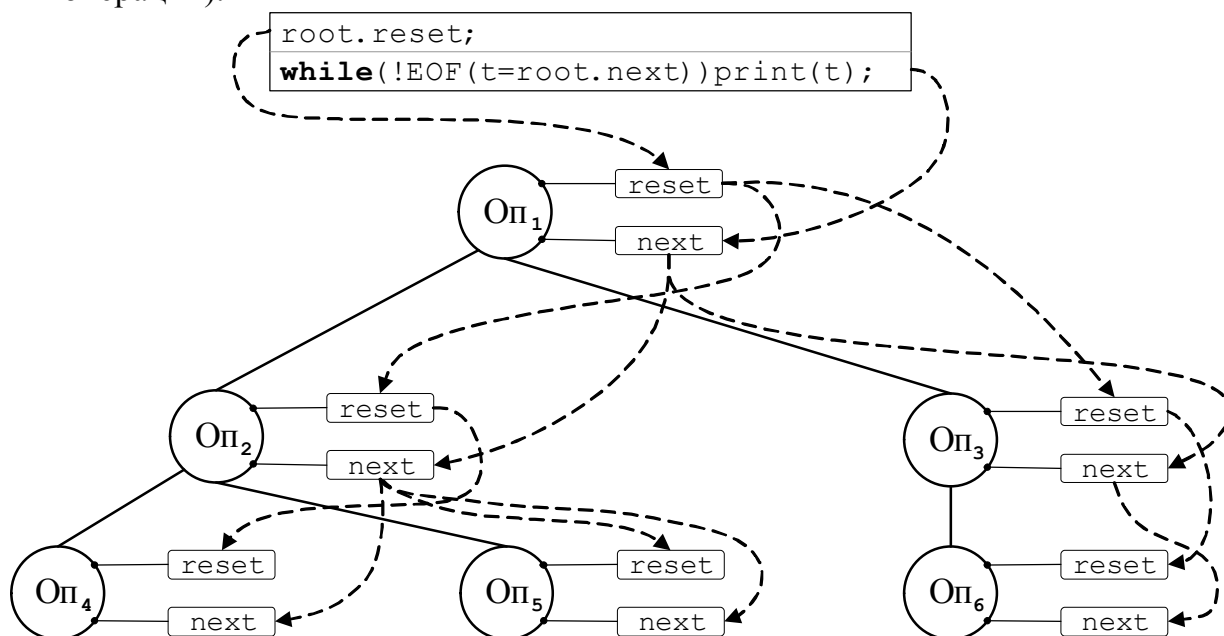 root.reset;
while(!EOF(t=root.next))print(t);
reset
Оп1
next
reset
reset
Оп2
Оп3
next
next
reset
reset
reset
Оп4
Оп5
Оп6
next
next
next